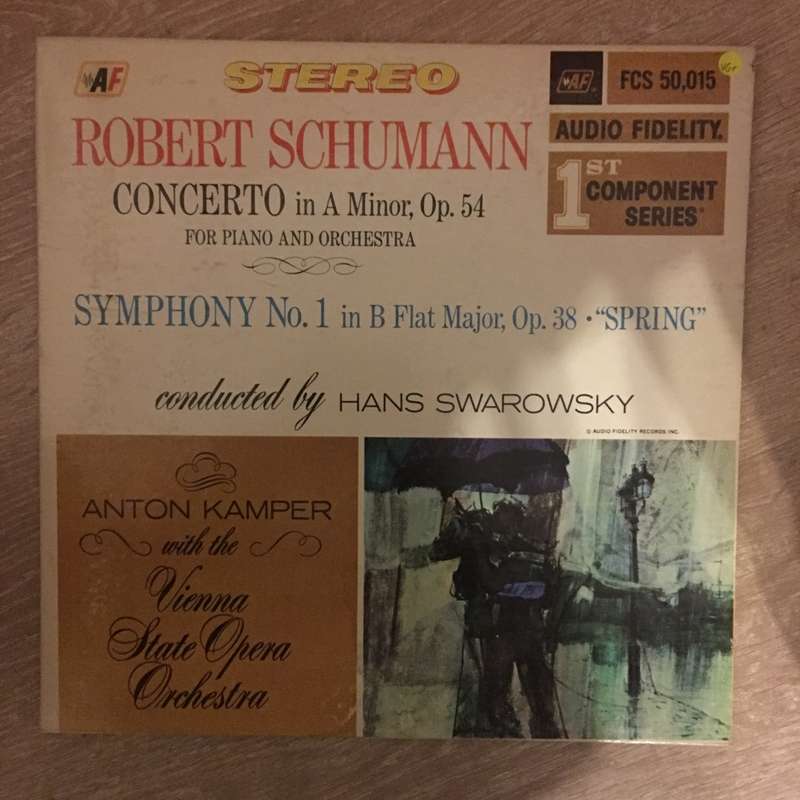 AF
STEREO
AF
FCS 50,015
VG+
AUDIO FIDELITY®
1ST
COMPONENT
SERIES®
ROBERT SCHUMANN
CONCERTO in A Minor, Op. 54
FOR PIANO AND ORCHESTRA
SYMPHONY No. 1 in B Flat Major, Op. 38 • “SPRING”
conducted by HANS SWAROWSKY
© AUDIO FIDELITY RECORDS, INC.
ANTON KAMPER
with the
Vienna
State Opera
Orchestra